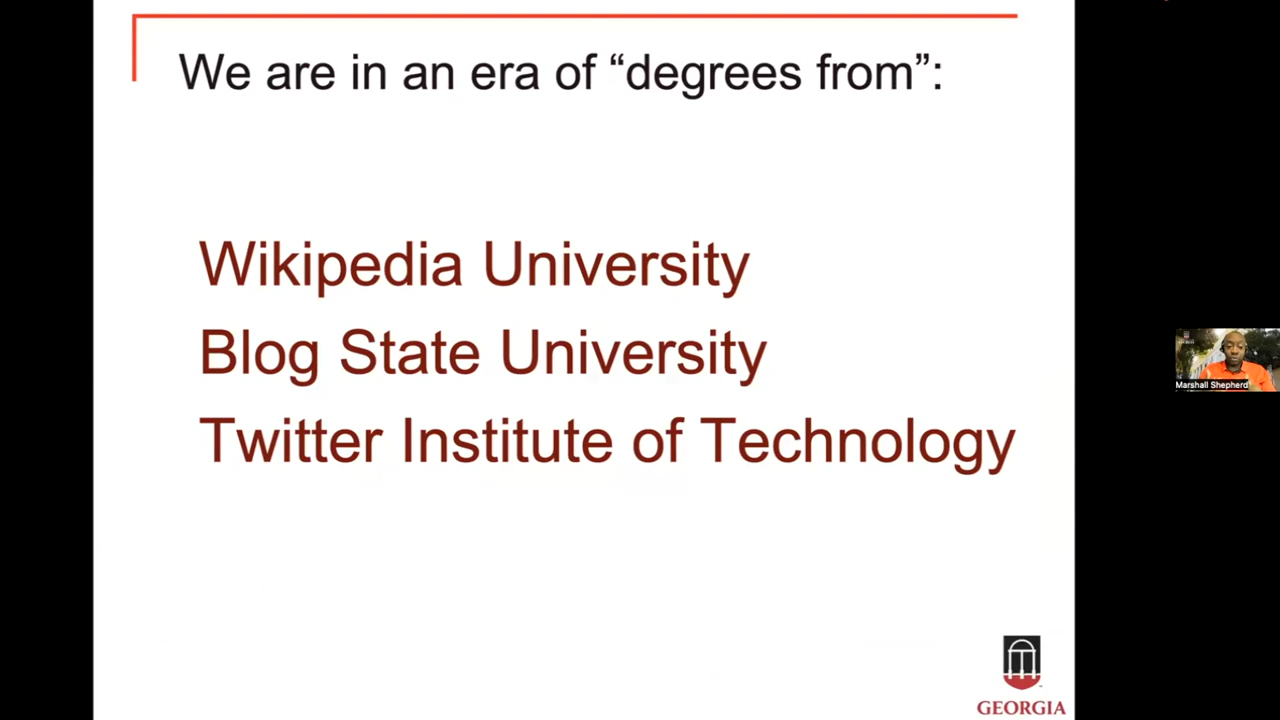 We are in an era of “degrees from”:
Wikipedia University
Blog State University
Twitter Institute of Technology
Marshall Shepherd
GEORGIA